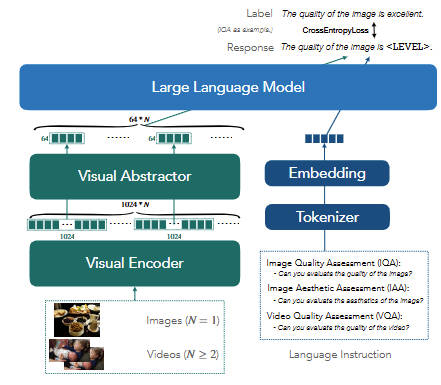 Label The quality of the image is excellent.
(IQA as example.) CrossEntropyLoss
Response The quality of the image is <LEVEL>.
Large Language Model
64 * N
64 ...... 64 ......
Visual Abstractor
Embedding
1024 * N
... ...... ... ......
1024 1024
Tokenizer
Visual Encoder
Image Quality Assessment (IQA):
- Can you evaluate the quality of the image?
Image Aesthetic Assessment (IAA):
- Can you evaluate the aesthetics of the image?
Video Quality Assessment (VQA):
- Can you evaluate the quality of the video?
Images (N = 1)
Videos (N ≥ 2)
Language Instruction